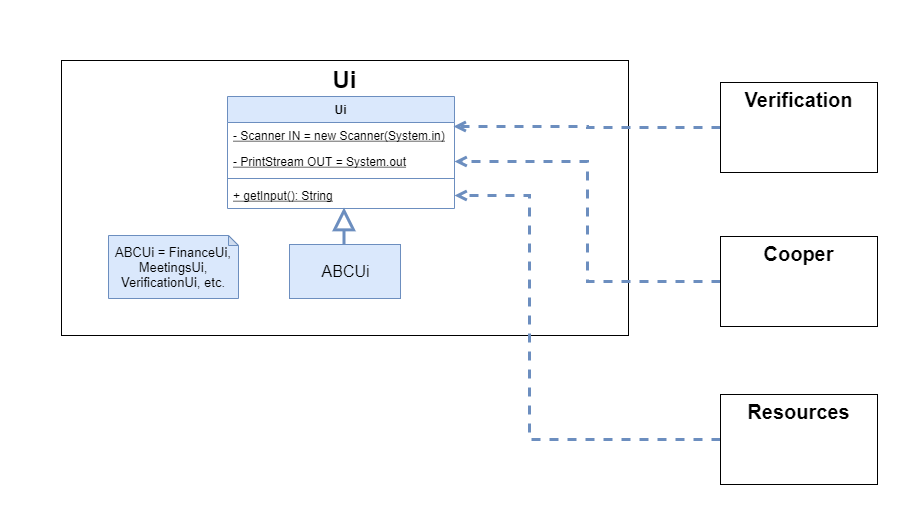 Ui
Ui
- Scanner IN = new Scanner(System.in)
- PrintStream OUT = System.out
+ getInput(): String
ABCUi = FinanceUi,
MeetingsUi,
VerificationUi, etc.
ABCUi
Verification
Cooper
Resources